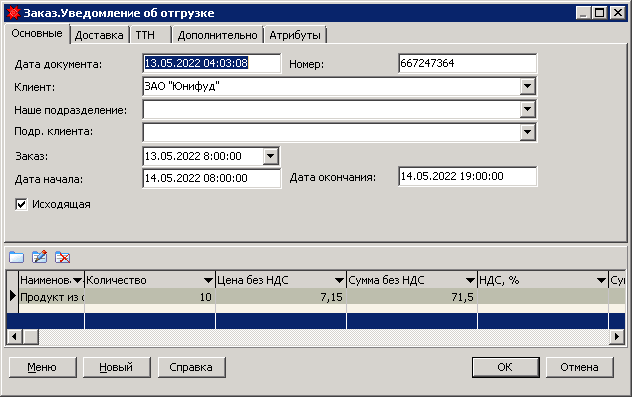 Заказ.Уведомление об отгрузке
Основные Доставка ТТН Дополнительно Атрибуты
Дата документа: 13.05.2022 04:03:08 Номер: 667247364
Клиент: ЗАО "Юнифуд"
Наше подразделение:
Подр. клиента:
Заказ: 13.05.2022 8:00:00
Дата начала: 14.05.2022 08:00:00 Дата окончания: 14.05.2022 19:00:00
Исходящая
Наименов. Количество Цена без НДС Сумма без НДС НДС, %
Продукт из 10 7,15 71,5
Меню Новый Справка ОК Отмена